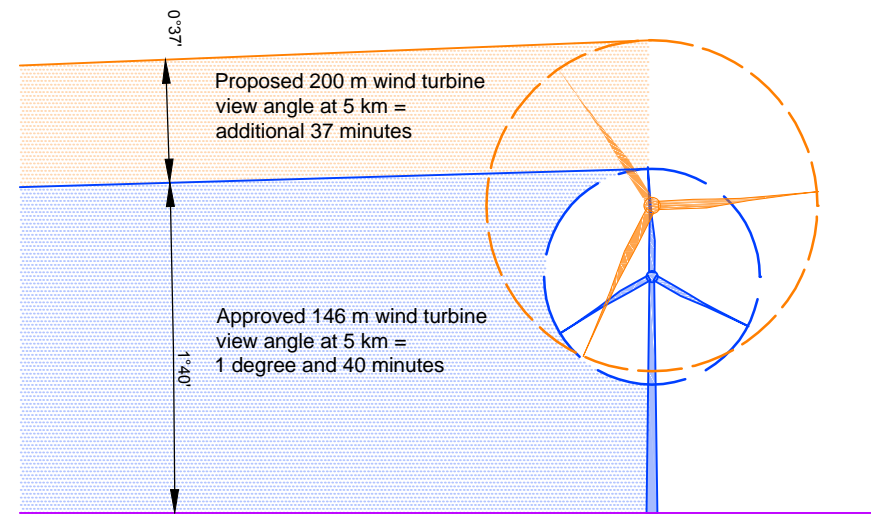 0°37'
Proposed 200 m wind turbine
view angle at 5 km =
additional 37 minutes
Approved 146 m wind turbine
view angle at 5 km =
1 degree and 40 minutes
1°40'